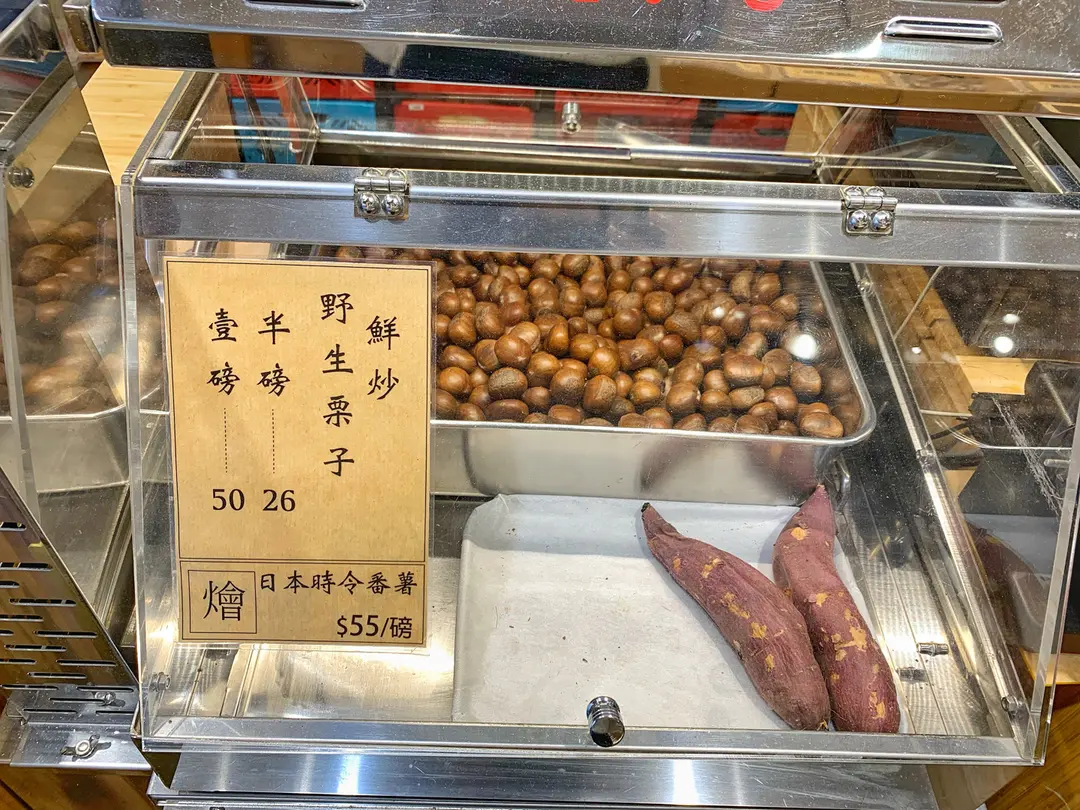 鮮炒
野生栗子
半磅 26
壹磅 50
燴 日本時令番薯
$55/磅